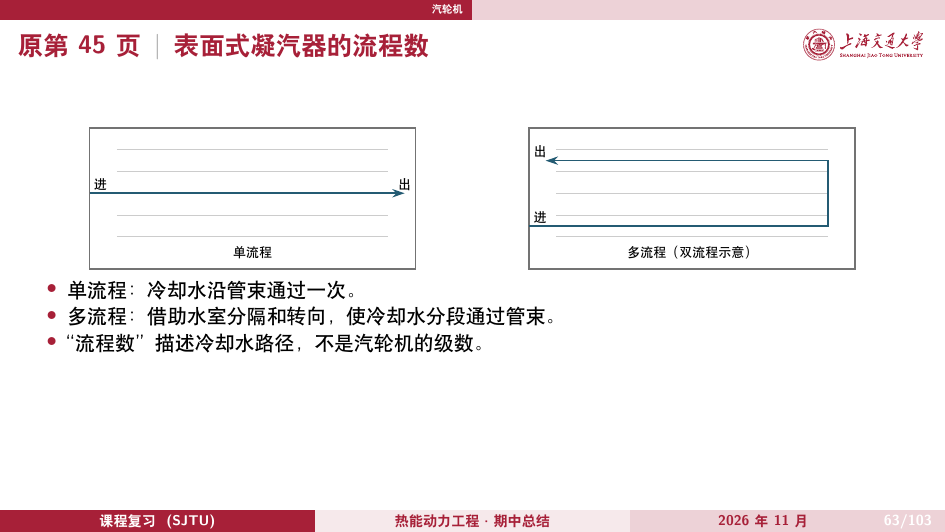 汽轮机
原第 45 页 | 表面式凝汽器的流程数
上海交通大学
SHANGHAI JIAO TONG UNIVERSITY
进
出
单流程
出
进
多流程（双流程示意）
• 单流程：冷却水沿管束通过一次。
• 多流程：借助水室分隔和转向，使冷却水分段通过管束。
• “流程数”描述冷却水路径，不是汽轮机的级数。
课程复习 (SJTU)
热能动力工程 · 期中总结
2026 年 11 月
63/103